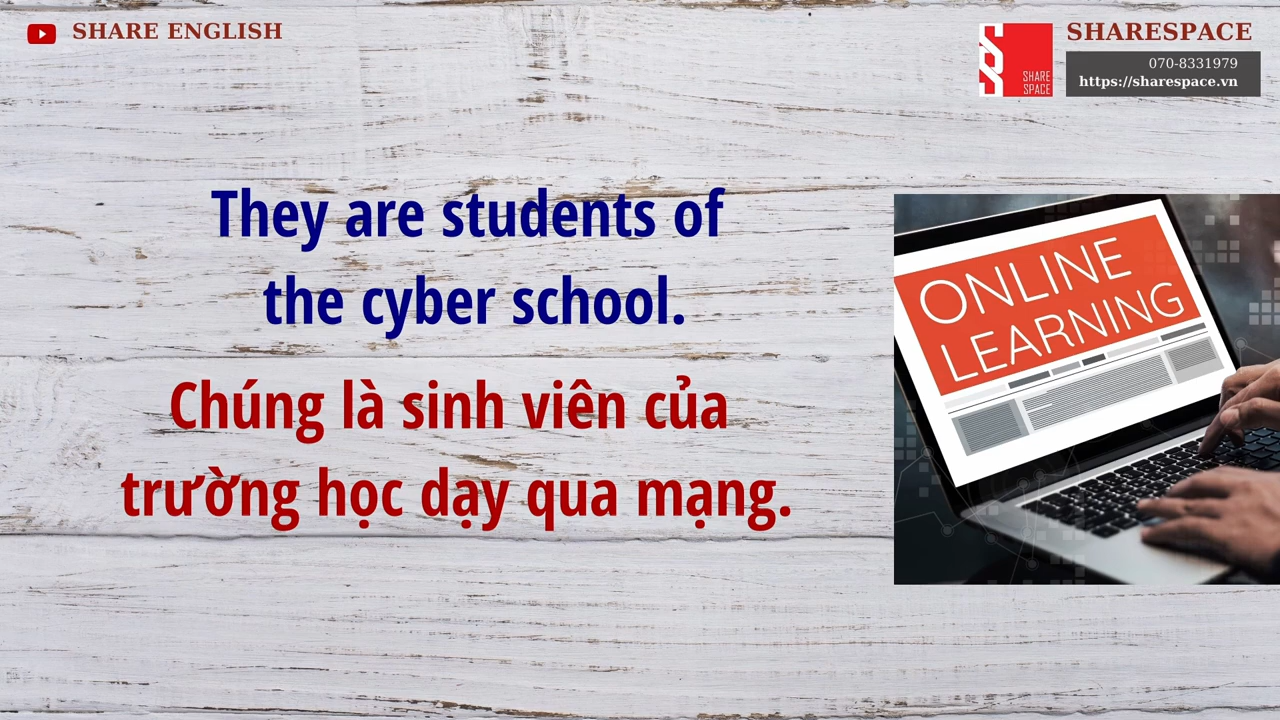 SHARE ENGLISH
SHARESPACE
070-8331979
https://sharespace.vn
SHARE
SPACE
They are students of
the cyber school.
Chúng là sinh viên của
trường học dạy qua mạng.
ONLINE
LEARNING